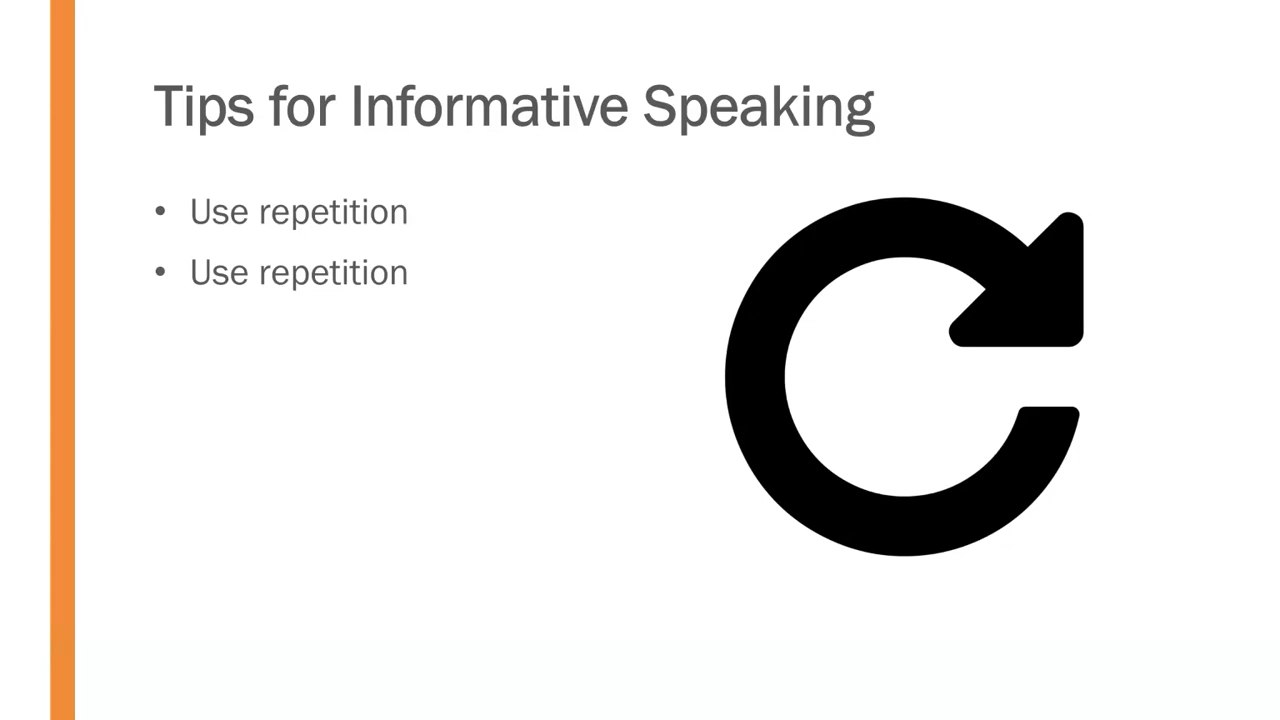 Tips for Informative Speaking
• Use repetition
• Use repetition